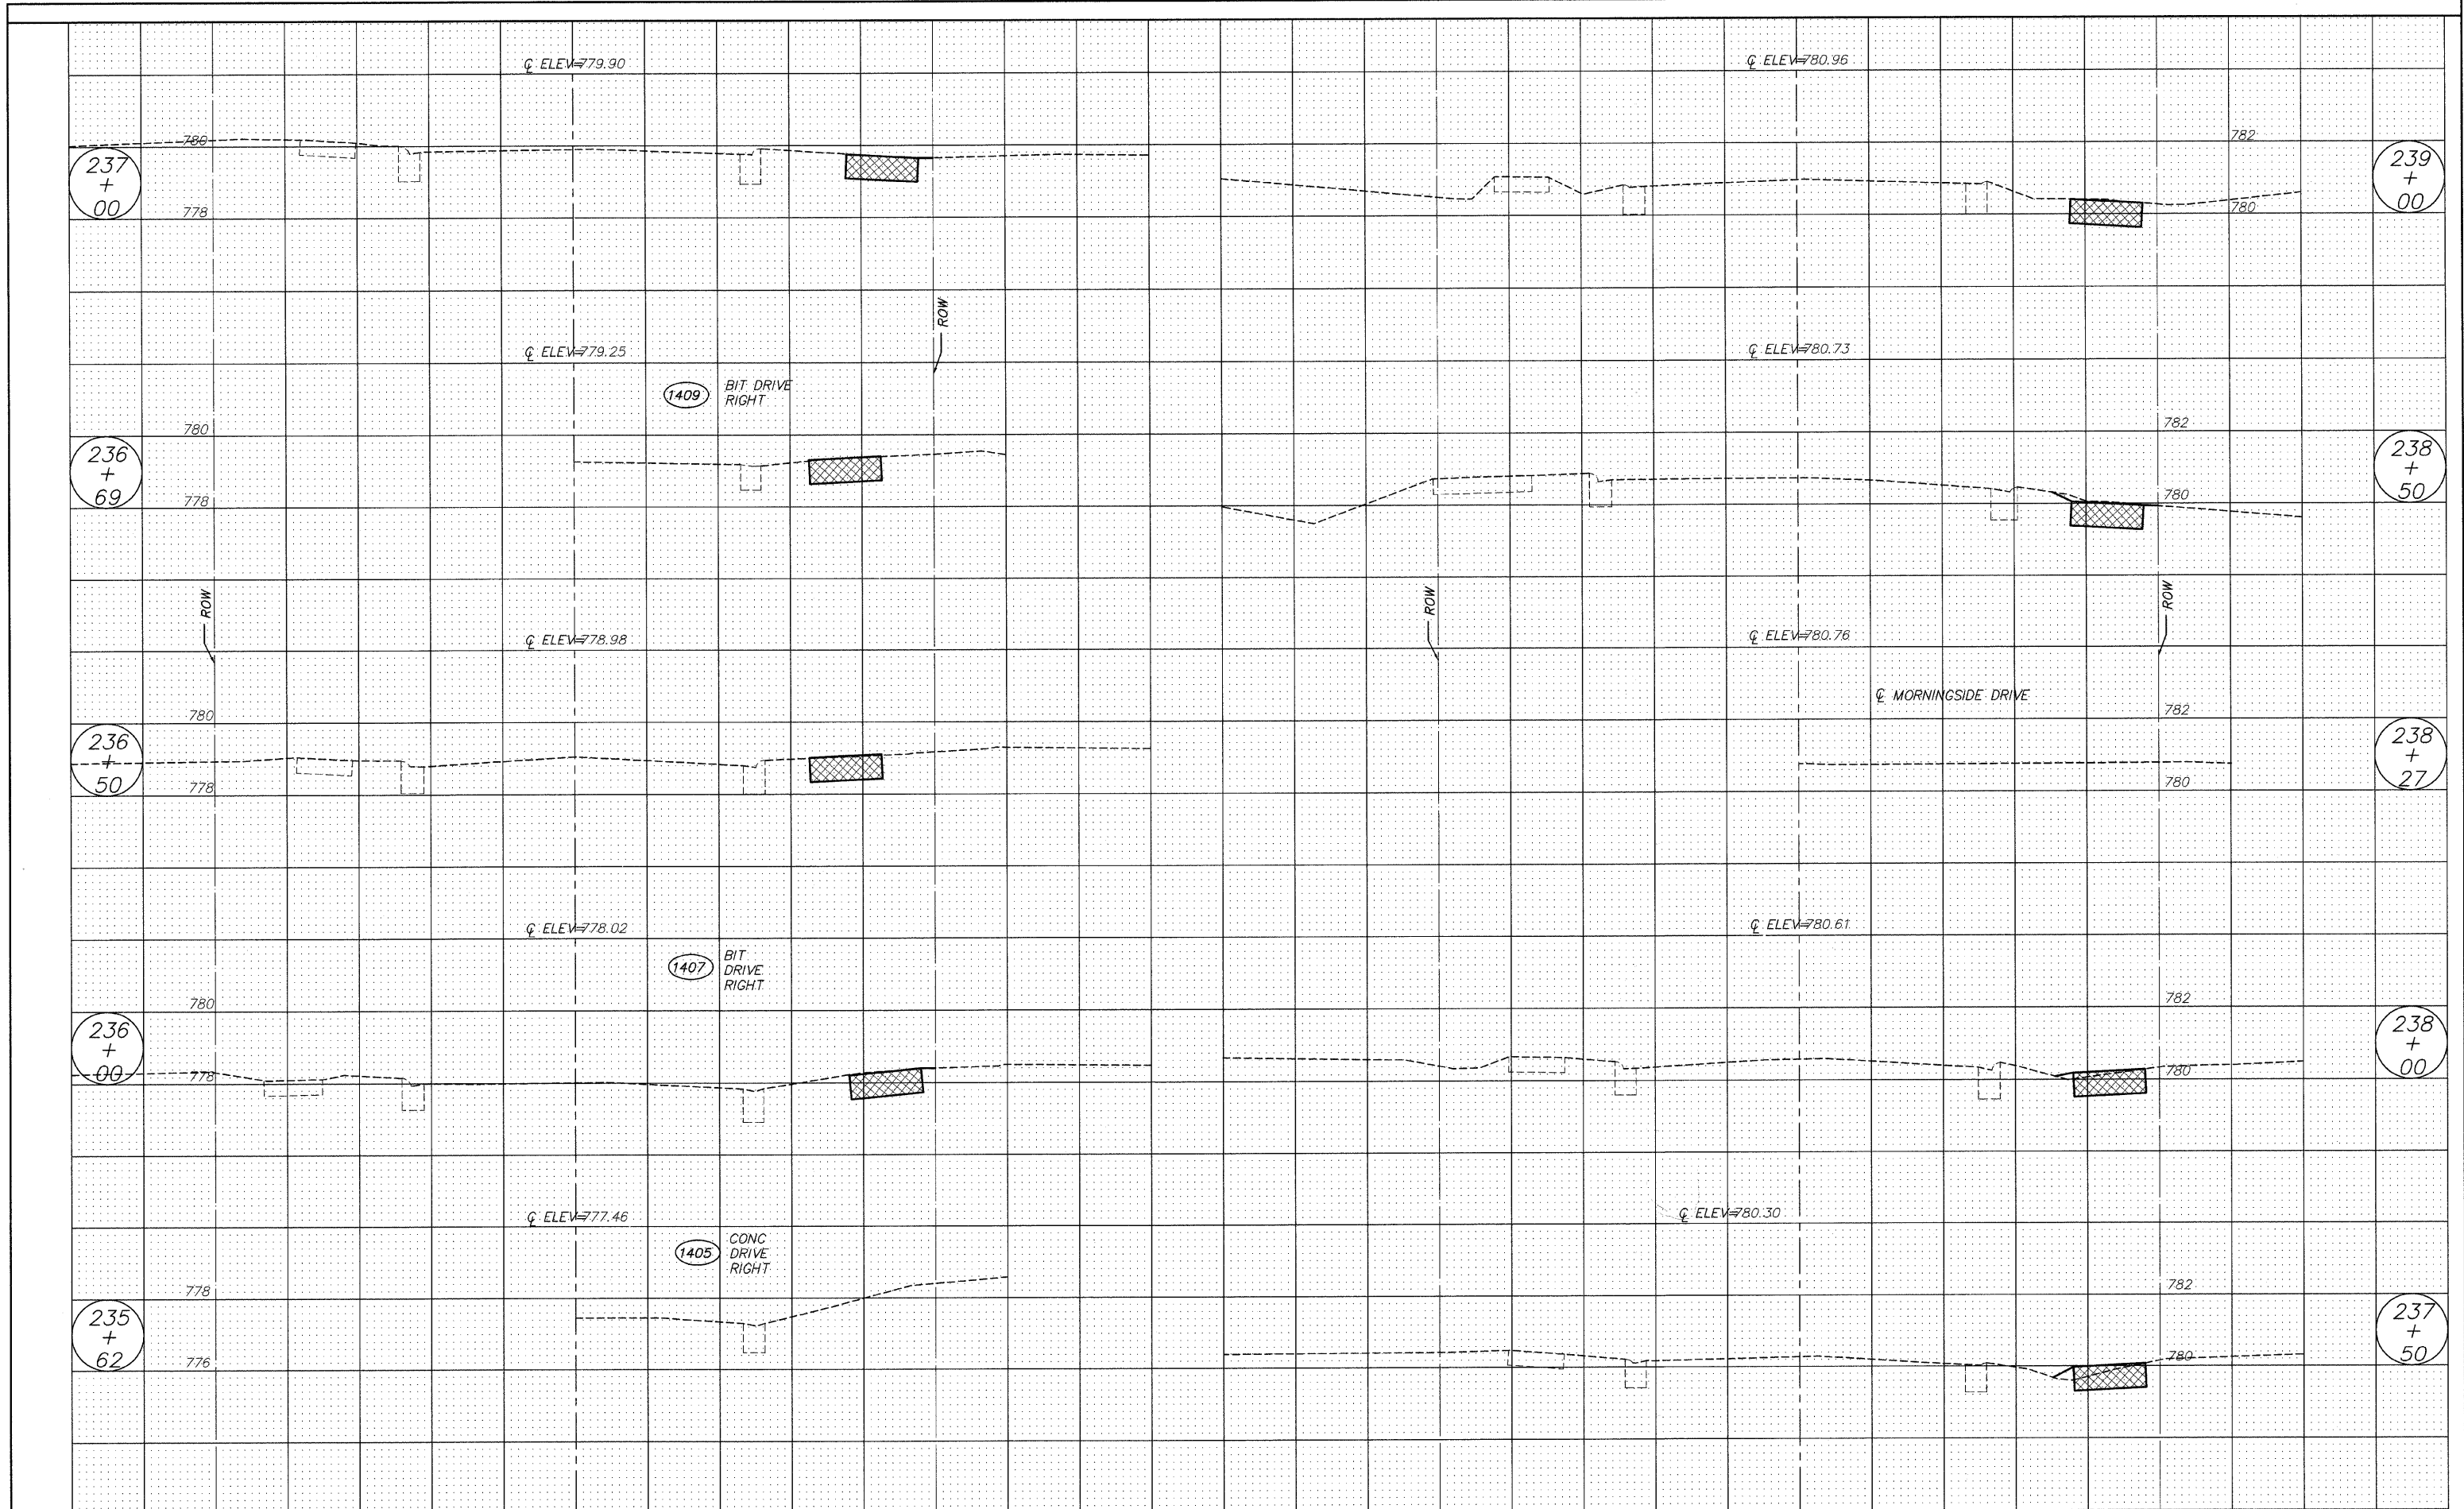 ℄ ELEV=779.90
780
237
+
00
778
ROW
℄ ELEV=779.25
1409
BIT DRIVE
RIGHT
780
236
+
69
778
ROW
℄ ELEV=778.98
780
236
+
50
778
℄ ELEV=778.02
1407
BIT
DRIVE
RIGHT
780
236
+
00
778
℄ ELEV=777.46
1405
CONC
DRIVE
RIGHT
778
235
+
62
776
℄ ELEV=780.96
782
239
+
00
780
℄ ELEV=780.73
782
238
+
50
780
ROW
ROW
℄ ELEV=780.76
℄ MORNINGSIDE DRIVE
782
238
+
27
780
℄ ELEV=780.61
782
238
+
00
780
℄ ELEV=780.30
782
237
+
50
780